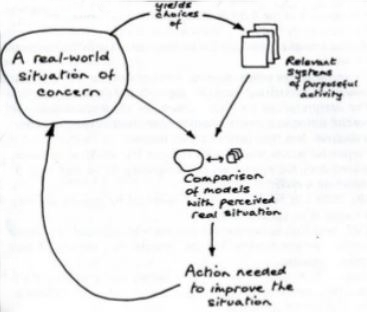 yields
choices
of
A real-world
situation of
concern
Relevant
systems
of purposeful
activity
Comparison
of models
with perceived
real situation
Action needed
to improve the
situation